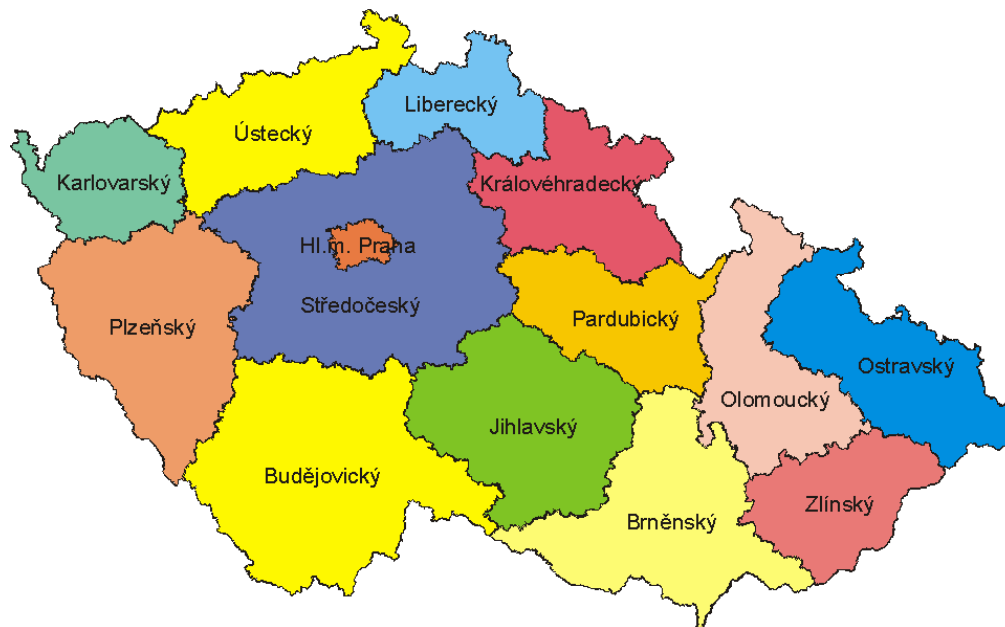 Liberecký
Ústecký
Karlovarský
Královéhradecký
Hl.m. Praha
Středočeský
Pardubický
Plzeňský
Ostravský
Olomoucký
Jihlavský
Budějovický
Zlínský
Brněnský